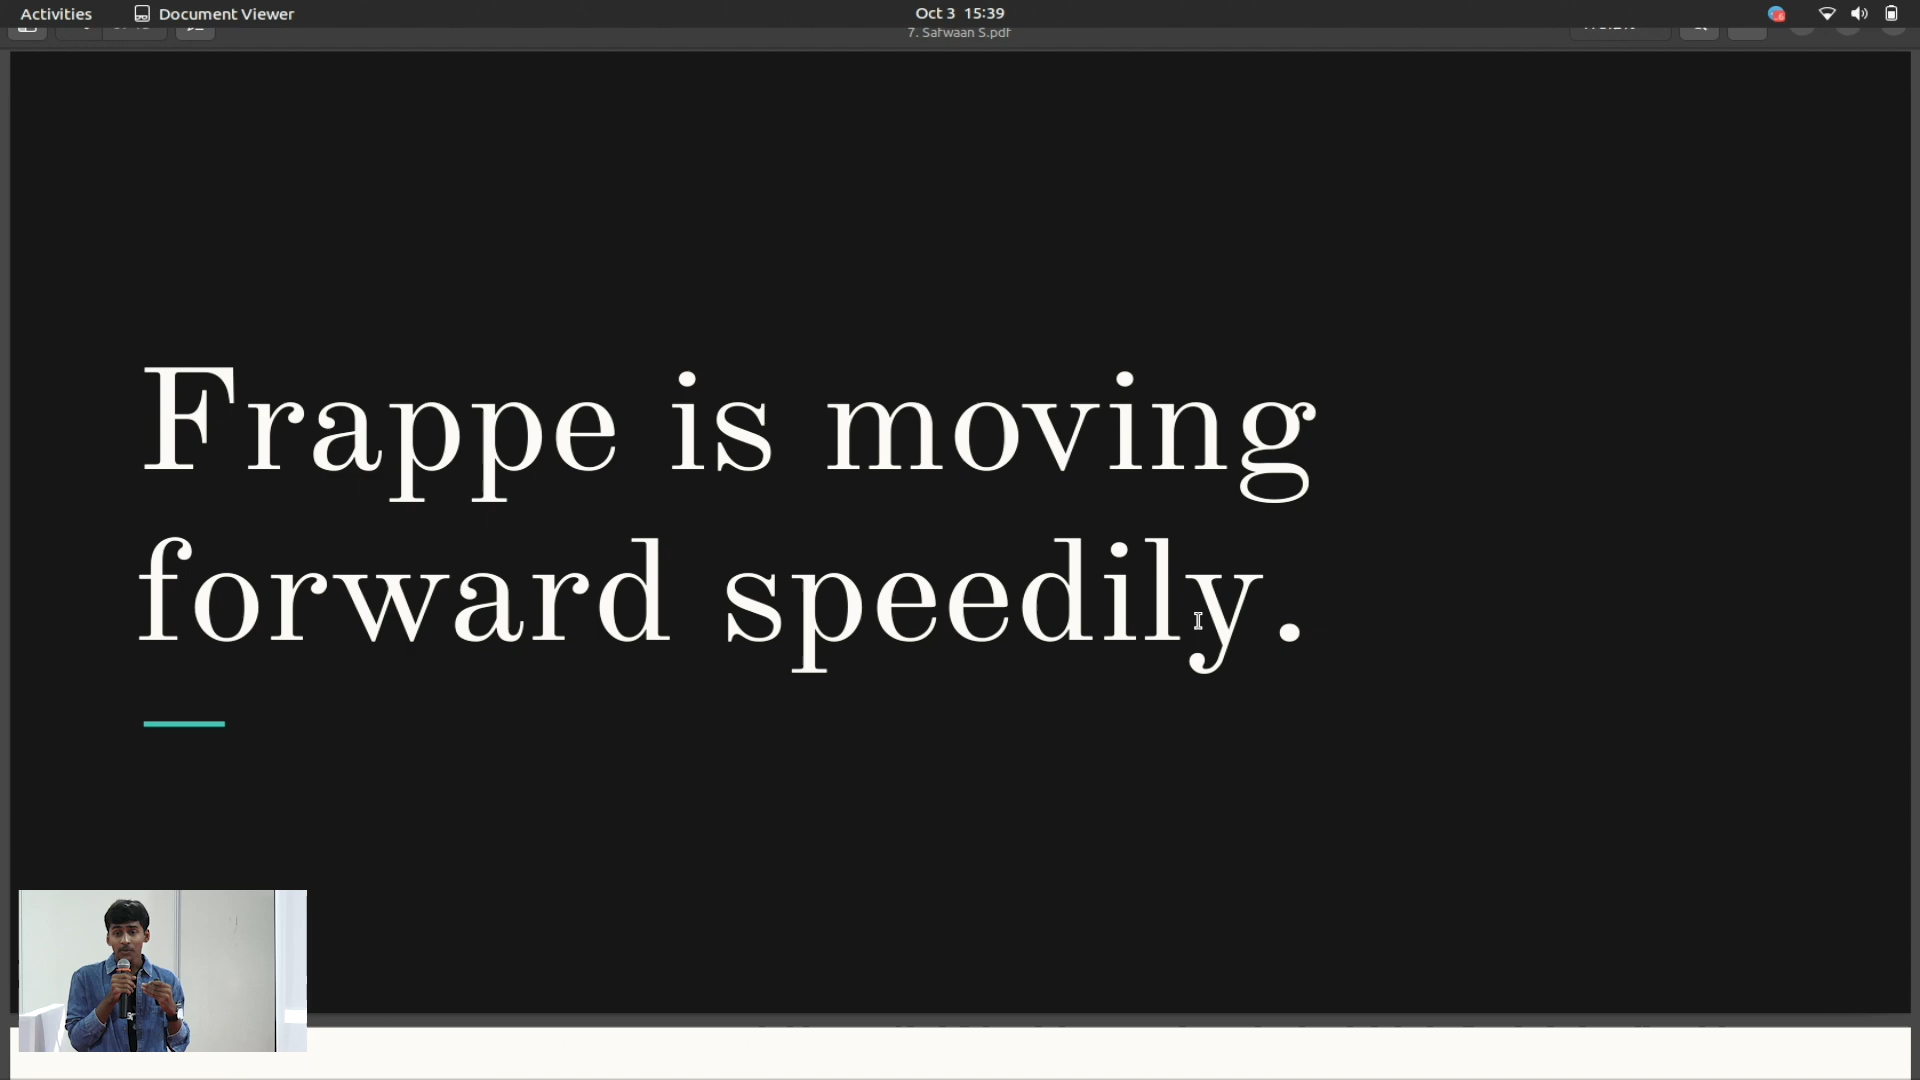 Activities
Document Viewer
Oct 3 15:39
7. Safwaan S.pdf
Frappe is moving
forward speedily.